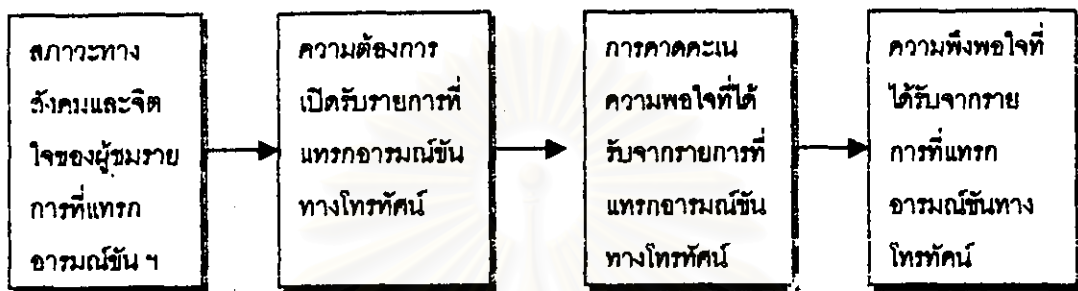 สภาวะทาง
สังคมและจิต
ใจของผู้ชมราย
การที่แทรก
อารมณ์ขัน ฯ
ความต้องการ
เปิดรับรายการที่
แทรกอารมณ์ขัน
ทางโทรทัศน์
การคาดคะเน
ความพอใจที่ได้
รับจากรายการที่
แทรกอารมณ์ขัน
ทางโทรทัศน์
ความพึงพอใจที่
ได้รับจากราย
การที่แทรก
อารมณ์ขันทาง
โทรทัศน์